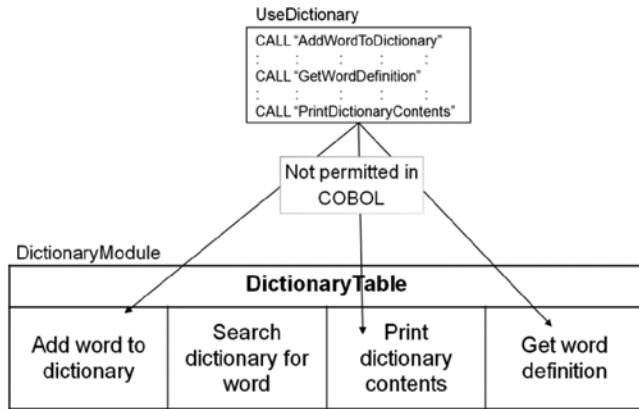 UseDictionary
CALL “AddWordToDictionary”
: : : : :
CALL “GetWordDefinition”
: : : : :
CALL “PrintDictionaryContents”
Not permitted in
COBOL
DictionaryModule
DictionaryTable
Add word to
dictionary
Search
dictionary for
word
Print
dictionary
contents
Get word
definition